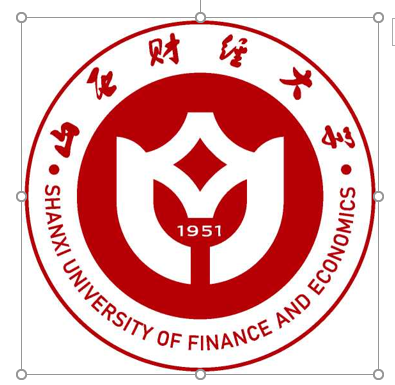 山西财经大学
1951
SHANXI UNIVERSITY OF FINANCE AND ECONOMICS